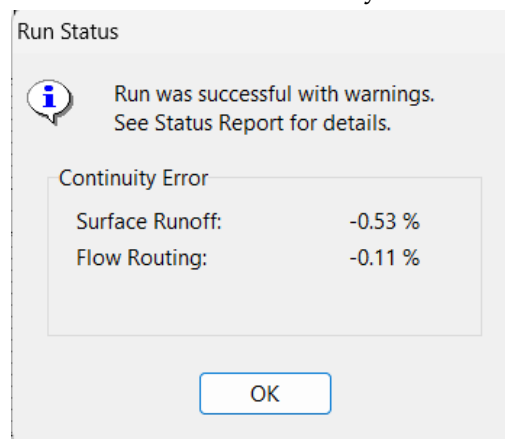 Run Status
Run was successful with warnings.
See Status Report for details.
Continuity Error
Surface Runoff: -0.53 %
Flow Routing: -0.11 %
OK